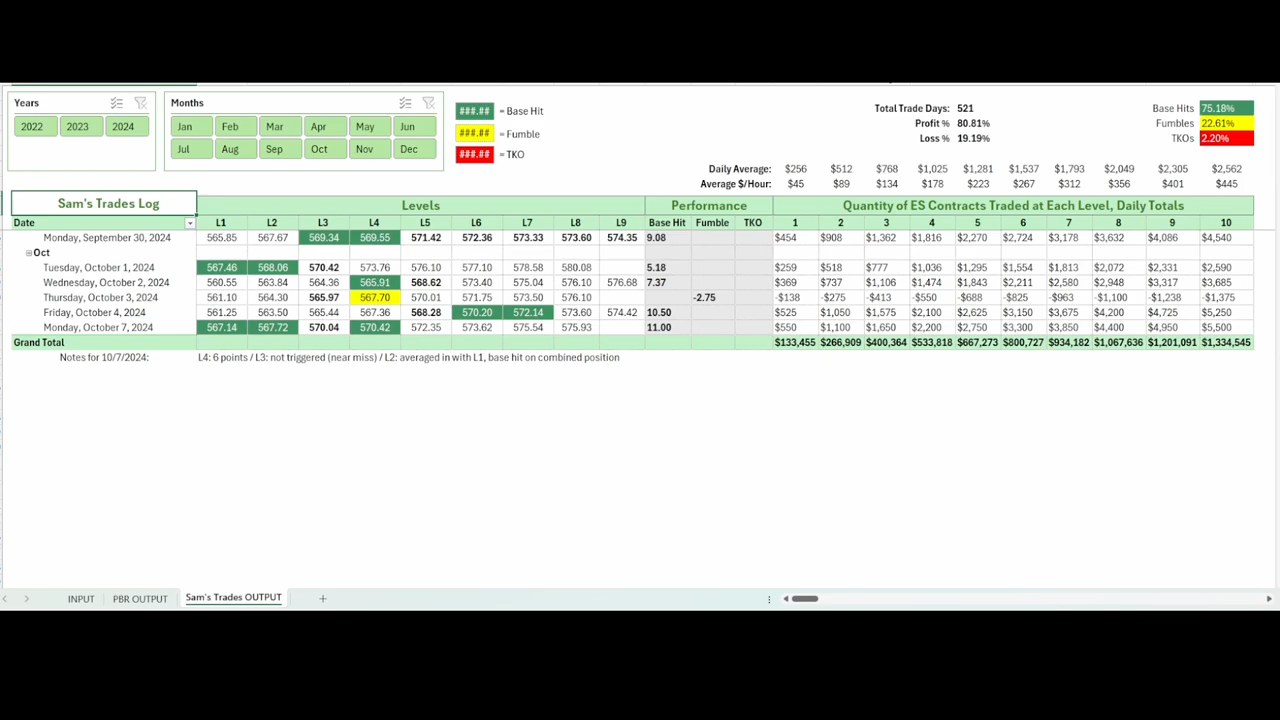 Years
2022 2023 2024
Months
Jan Feb Mar Apr May Jun
Jul Aug Sep Oct Nov Dec
###.## = Base Hit
###.## = Fumble
###.## = TKO
Total Trade Days: 521
Profit % 80.81%
Loss % 19.19%
Base Hits 75.18%
Fumbles 22.61%
TKOs 2.20%
Daily Average: $256 $512 $768 $1,025 $1,281 $1,537 $1,793 $2,049 $2,305 $2,562
Average $/Hour: $45 $89 $134 $178 $223 $267 $312 $356 $401 $445
Sam's Trades Log Levels Performance Quantity of ES Contracts Traded at Each Level, Daily Totals
Date L1 L2 L3 L4 L5 L6 L7 L8 L9 Base Hit Fumble TKO 1 2 3 4 5 6 7 8 9 10
Monday, September 30, 2024 565.85 567.67 569.34 569.55 571.42 572.36 573.33 573.60 574.35 9.08 $454 $908 $1,362 $1,816 $2,270 $2,724 $3,178 $3,632 $4,086 $4,540
Oct
Tuesday, October 1, 2024 567.46 568.06 570.42 573.76 576.10 577.10 578.58 580.08 5.18 $259 $518 $777 $1,036 $1,295 $1,554 $1,813 $2,072 $2,331 $2,590
Wednesday, October 2, 2024 560.55 563.84 564.36 565.91 568.62 573.40 575.04 576.10 576.68 7.37 $369 $737 $1,106 $1,474 $1,843 $2,211 $2,580 $2,948 $3,317 $3,685
Thursday, October 3, 2024 561.10 564.30 565.97 567.70 570.01 571.75 573.50 576.10 -2.75 -$138 -$275 -$413 -$550 -$688 -$825 -$963 -$1,100 -$1,238 -$1,375
Friday, October 4, 2024 561.25 563.50 565.44 567.36 568.28 570.20 572.14 573.60 574.42 10.50 $525 $1,050 $1,575 $2,100 $2,625 $3,150 $3,675 $4,200 $4,725 $5,250
Monday, October 7, 2024 567.14 567.72 570.04 570.42 572.35 573.62 575.54 575.93 11.00 $550 $1,100 $1,650 $2,200 $2,750 $3,300 $3,850 $4,400 $4,950 $5,500
Grand Total $133,455 $266,909 $400,364 $533,818 $667,273 $800,727 $934,182 $1,067,636 $1,201,091 $1,334,545
Notes for 10/7/2024: L4: 6 points / L3: not triggered (near miss) / L2: averaged in with L1, base hit on combined position
INPUT PBR OUTPUT Sam's Trades OUTPUT